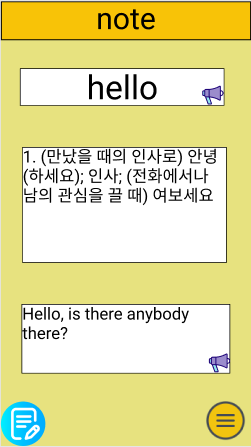 note
hello
1. (만났을 때의 인사로) 안녕
(하세요); 인사; (전화에서나
남의 관심을 끌 때) 여보세요
Hello, is there anybody
there?